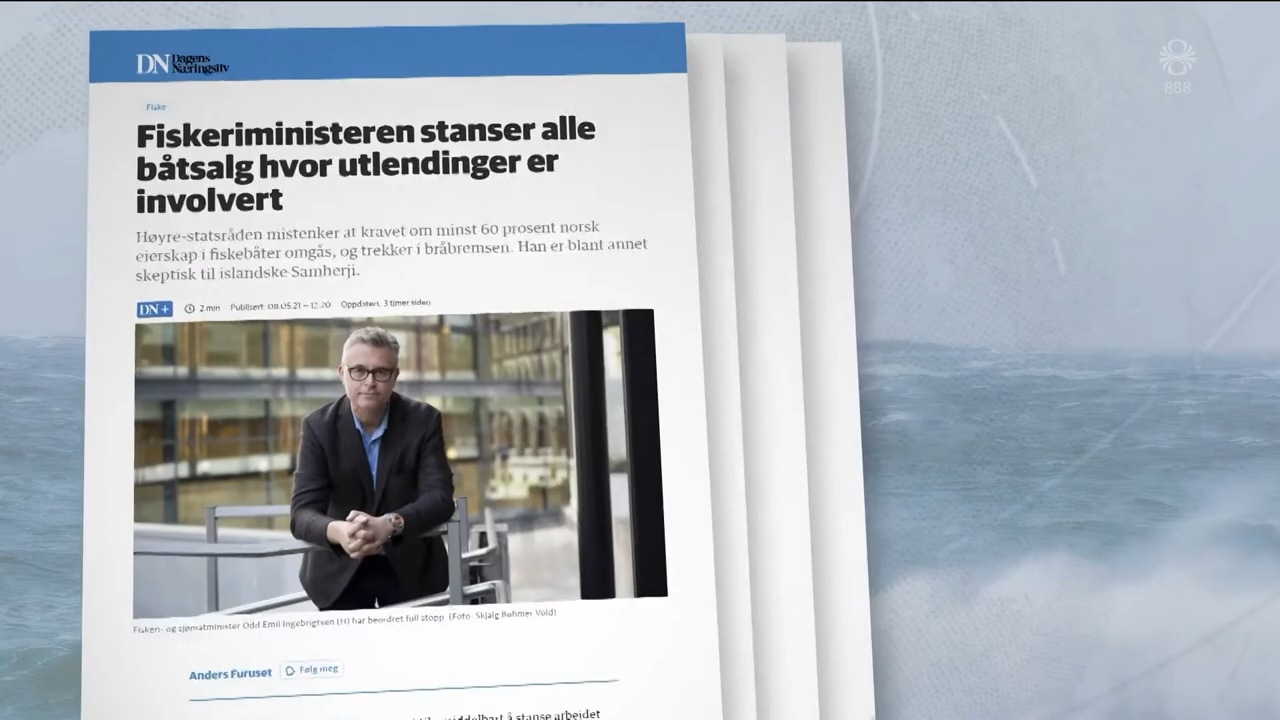 DN Dagens
Næringsliv
888
Fiske
Fiskeriministeren stanser alle
båtsalg hvor utlendinger er
involvert
Høyre-statsråden mistenker at kravet om minst 60 prosent norsk
eierskap i fiskebåter omgås, og trekker i bråbremsen. Han er blant annet
skeptisk til islandske Samherji.
DN+ 2 min Publisert: 08.05.21 – 12.20 Oppdatert: 3 timer siden
Fiskeri- og sjømatminister Odd Emil Ingebrigtsen (H) har beordret full stopp. (Foto: Skjalg Bøhmer Vold)
Anders Furuset Følg meg
å stanse arbeidet